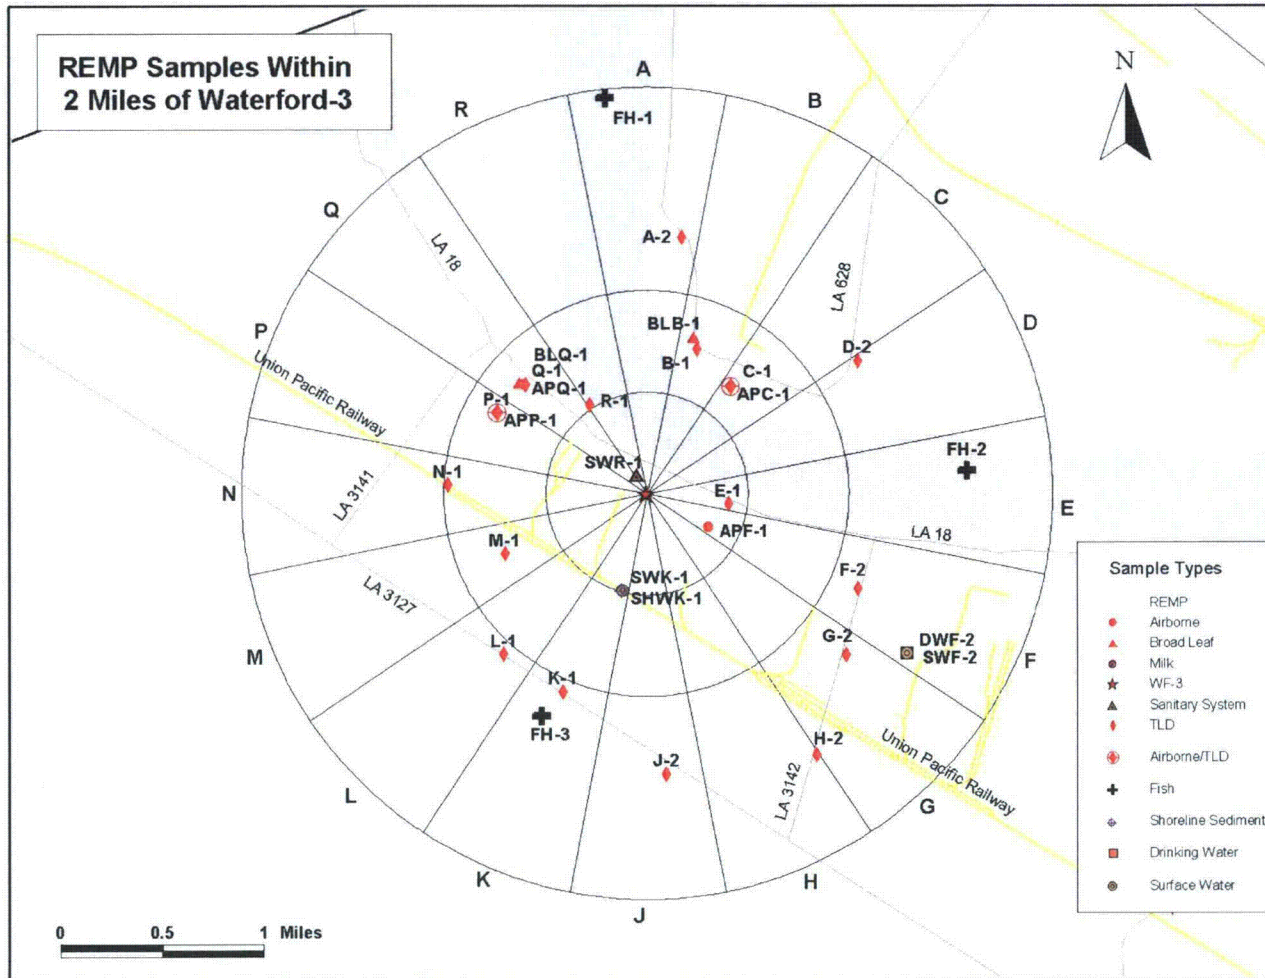 REMP Samples Within
2 Miles of Waterford-3
A
B
C
D
E
F
G
H
J
K
L
M
N
P
Q
R
N
FH-1
A-2
LA 18
LA 628
BLB-1
B-1
D-2
C-1
APC-1
BLQ-1
Q-1
APQ-1
P-1
APP-1
R-1
Union Pacific Railway
FH-2
SWR-1
N-1
E-1
APF-1
LA 3141
LA 18
M-1
SWK-1
SHWK-1
F-2
LA 3127
G-2
DWF-2
SWF-2
L-1
K-1
FH-3
J-2
H-2
LA 3142
Union Pacific Railway
Sample Types
REMP
Airborne
Broad Leaf
Milk
WF-3
Sanitary System
TLD
Airborne/TLD
Fish
Shoreline Sediment
Drinking Water
Surface Water
0 0.5 1 Miles